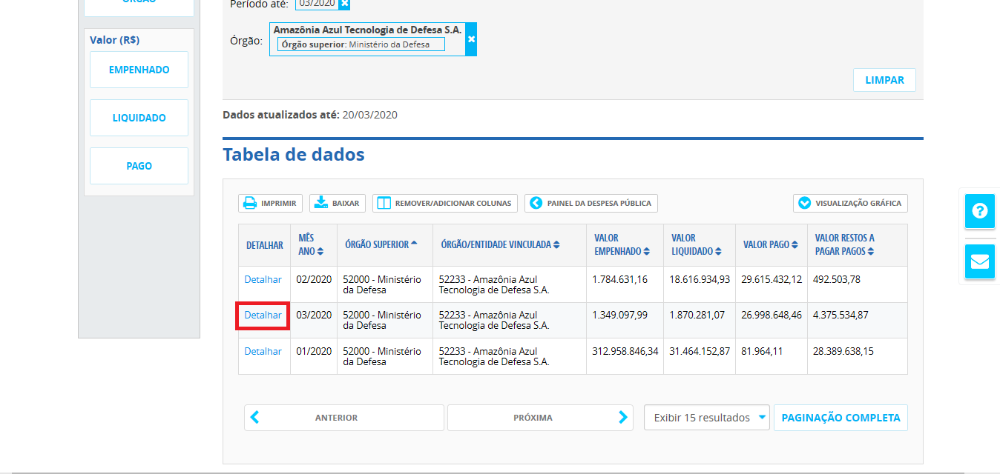 ÓRGÃO
Valor (R$)
EMPENHADO
LIQUIDADO
PAGO
Período até: 03/2020
Órgão:
Amazônia Azul Tecnologia de Defesa S.A.
Órgão superior: Ministério da Defesa
LIMPAR
Dados atualizados até: 20/03/2020
Tabela de dados
IMPRIMIR BAIXAR REMOVER/ADICIONAR COLUNAS PAINEL DA DESPESA PÚBLICA VISUALIZAÇÃO GRÁFICA
DETALHAR
MÊS
ANO
ÓRGÃO SUPERIOR
ÓRGÃO/ENTIDADE VINCULADA
VALOR
EMPENHADO
VALOR
LIQUIDADO
VALOR PAGO
VALOR RESTOS A
PAGAR PAGOS
Detalhar
02/2020
52000 - Ministério
da Defesa
52233 - Amazônia Azul
Tecnologia de Defesa S.A.
1.784.631,16
18.616.934,93
29.615.432,12
492.503,78
Detalhar
03/2020
52000 - Ministério
da Defesa
52233 - Amazônia Azul
Tecnologia de Defesa S.A.
1.349.097,99
1.870.281,07
26.998.648,46
4.375.534,87
Detalhar
01/2020
52000 - Ministério
da Defesa
52233 - Amazônia Azul
Tecnologia de Defesa S.A.
312.958.846,34
31.464.152,87
81.964,11
28.389.638,15
ANTERIOR
PRÓXIMA
Exibir 15 resultados
PAGINAÇÃO COMPLETA